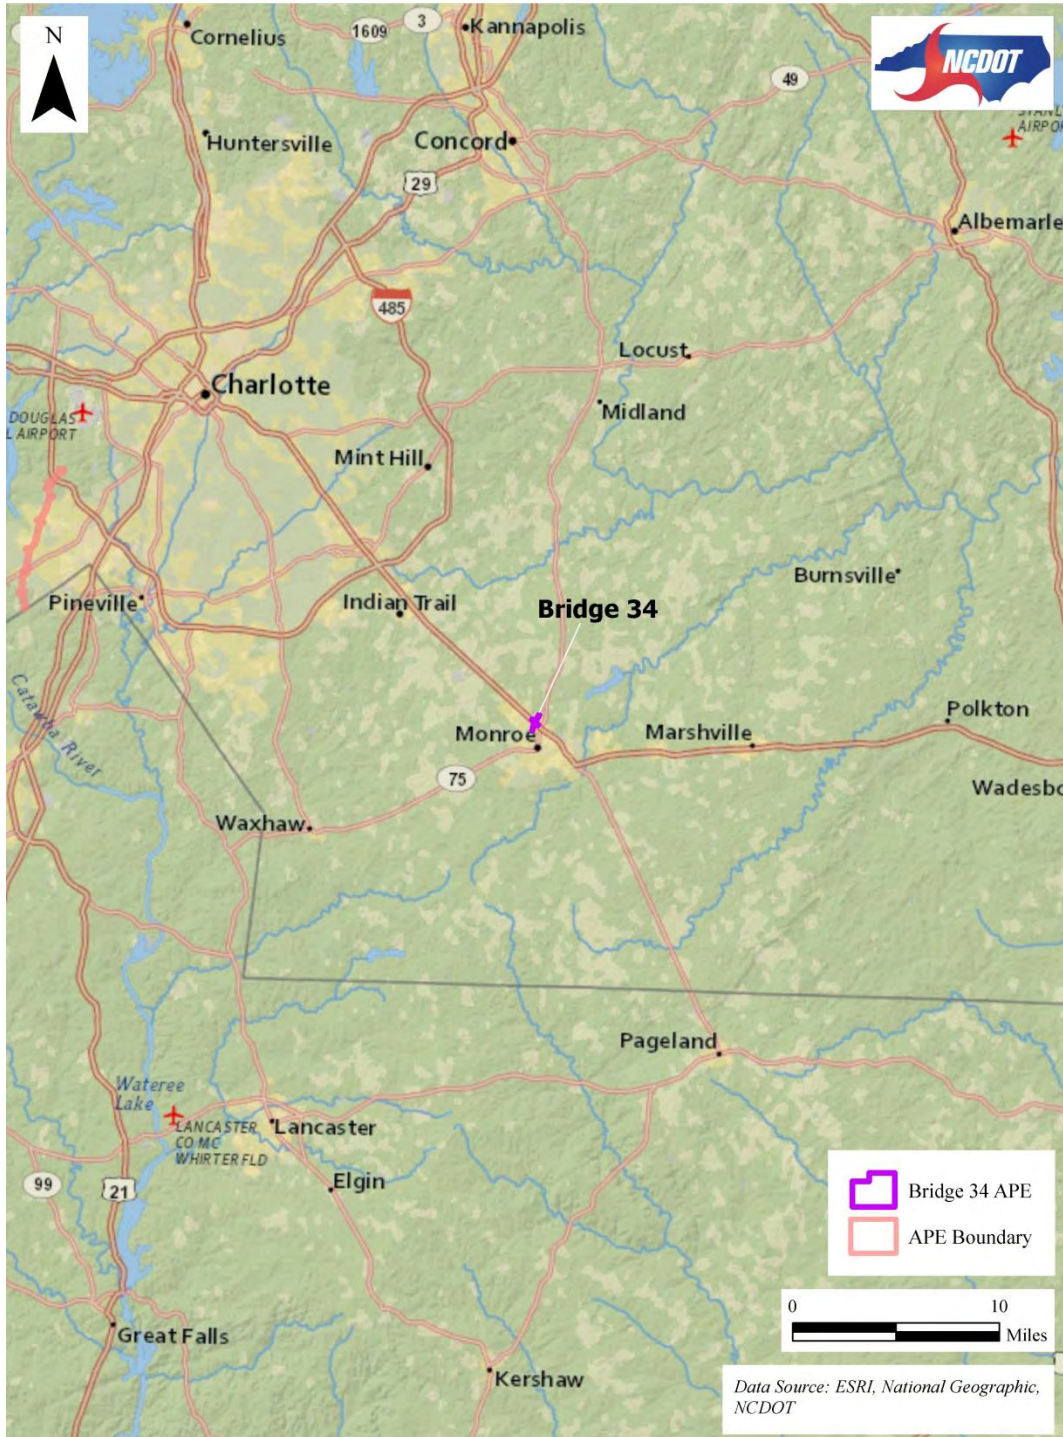 N
Cornelius
1609
3
Kannapolis
NCDOT
49
AIRPOR
Huntersville
Concord
29
Albemarle
485
Locust
Charlotte
Midland
DOUGLAS
L AIRPORT
Mint Hill
Burnsville
Pineville
Indian Trail
Bridge 34
Catawba River
Polkton
Monroe
Marshville
75
Wadesbo
Waxhaw
Pageland
Wateree
Lake
LANCASTER
CO MC
WHIRTER FLD
Lancaster
99
21
Elgin
Bridge 34 APE
APE Boundary
0 10
Miles
Great Falls
Kershaw
Data Source: ESRI, National Geographic,
NCDOT